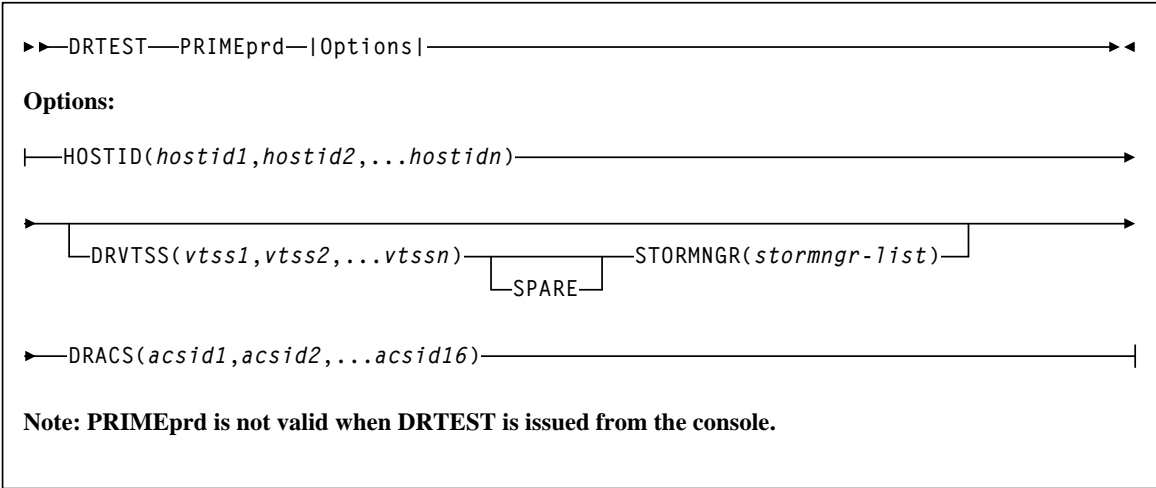 DRTEST PRIMEprd |Options|
Options:
HOSTID(hostid1,hostid2,...hostidn)
DRVTSS(vtss1,vtss2,...vtssn) STORMNGR(stormngr-list)
SPARE
DRACS(acsid1,acsid2,...acsid16)
Note: PRIMEprd is not valid when DRTEST is issued from the console.